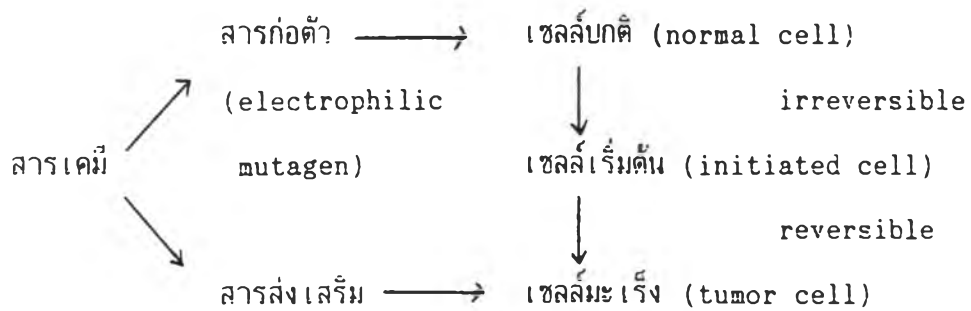 สารก่อตัว เซลล์ปกติ (normal cell)
(electrophilic irreversible
สารเคมี mutagen) เซลล์เริ่มต้น (initiated cell)
reversible
สารส่งเสริม เซลล์มะเร็ง (tumor cell)